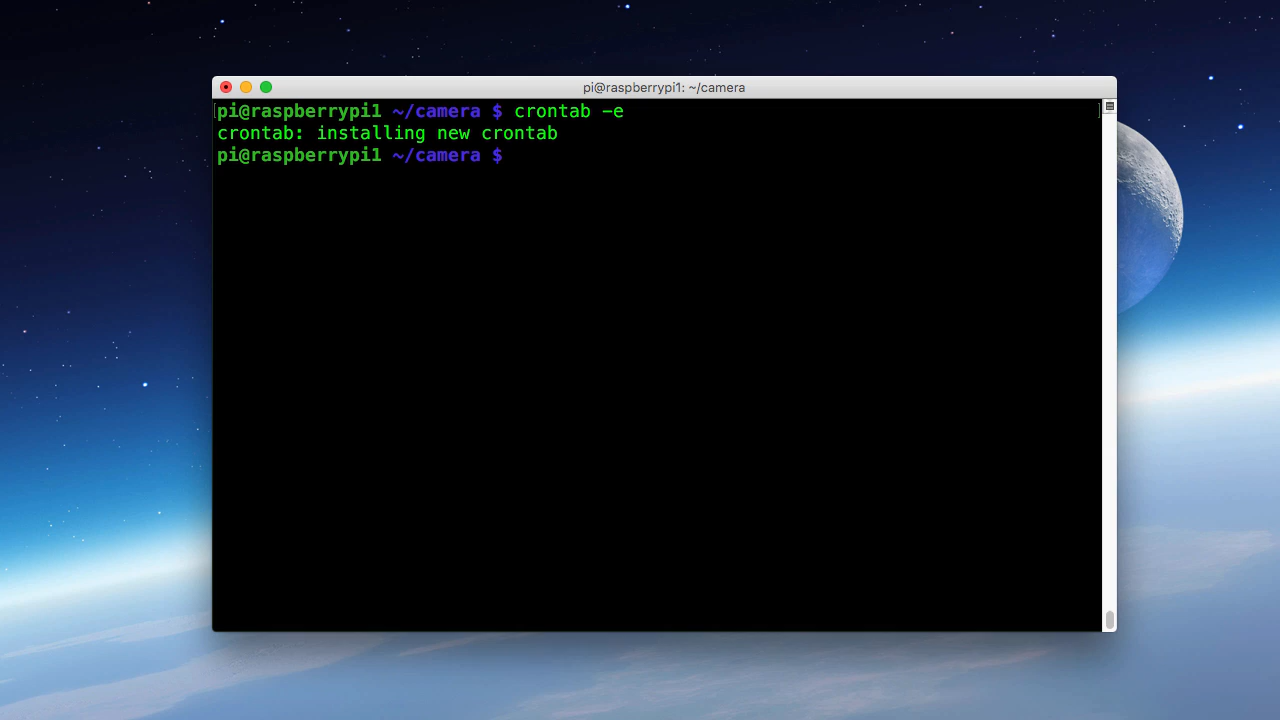 pi@raspberrypi1: ~/camera
pi@raspberrypi1 ~/camera $ crontab -e
crontab: installing new crontab
pi@raspberrypi1 ~/camera $